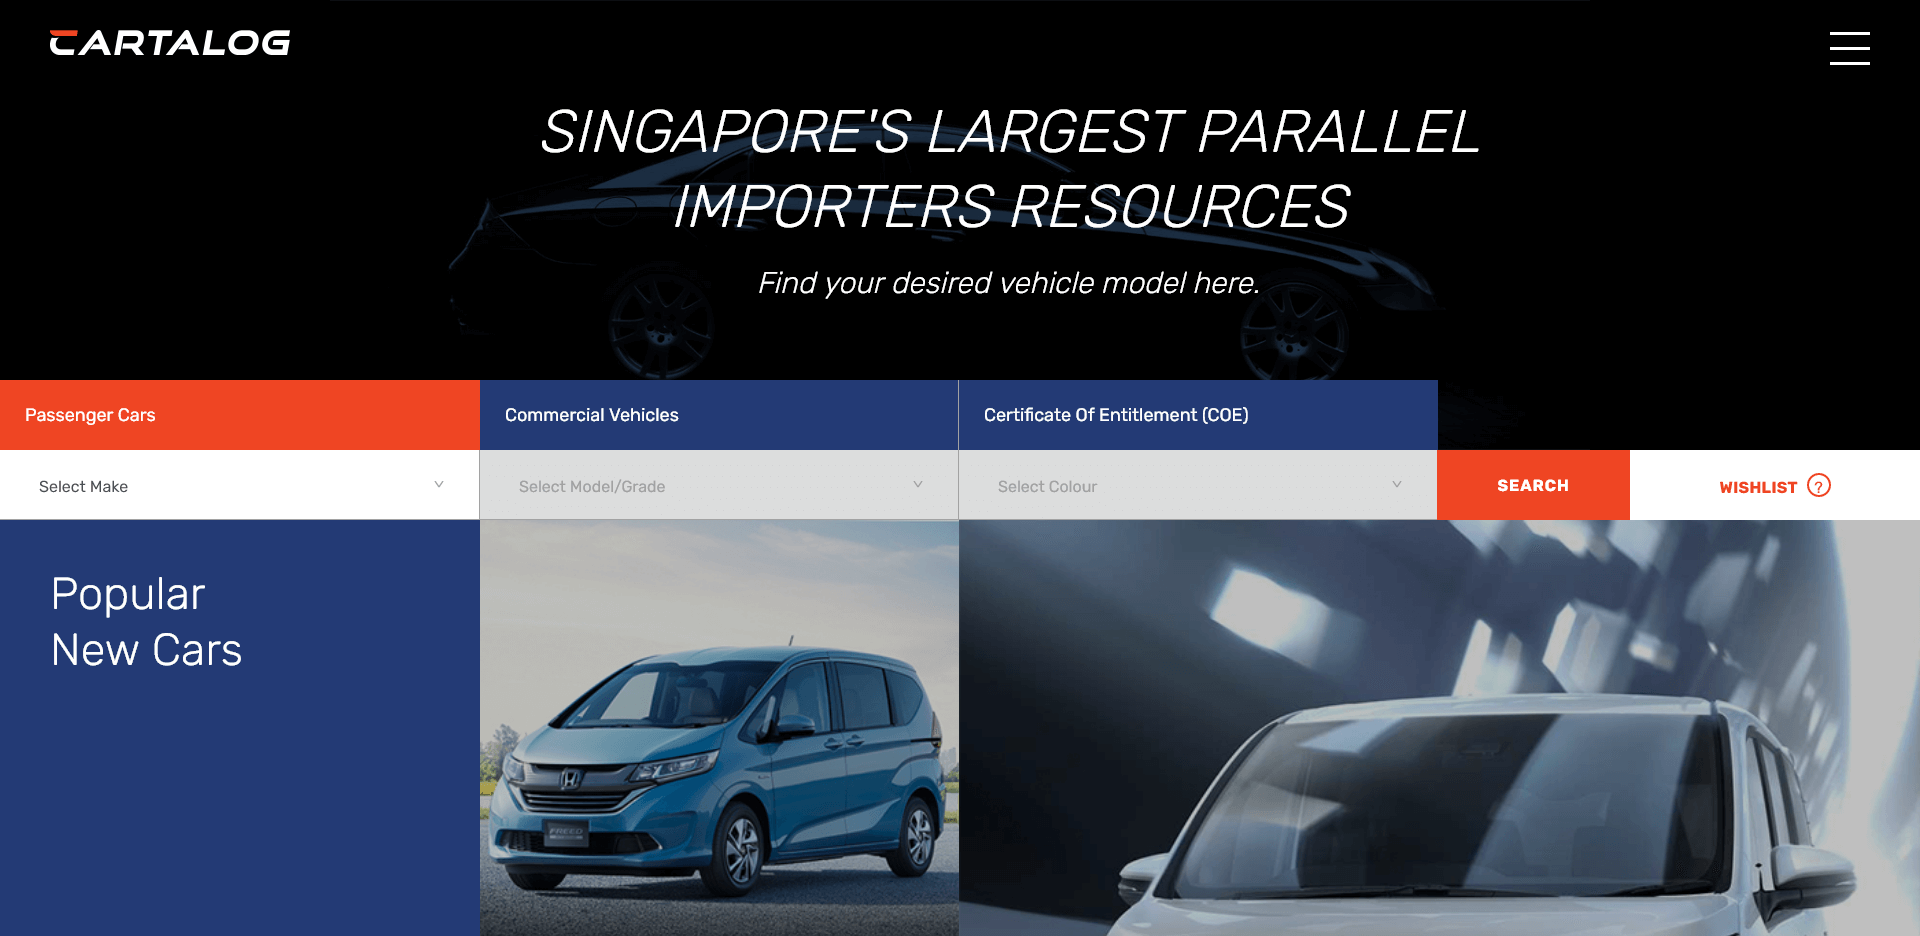 CARTALOG
SINGAPORE'S LARGEST PARALLEL
IMPORTERS RESOURCES
Find your desired vehicle model here.
Passenger Cars
Commercial Vehicles
Certificate Of Entitlement (COE)
Select Make
Select Model/Grade
Select Colour
SEARCH
WISHLIST ?
Popular
New Cars
FREED